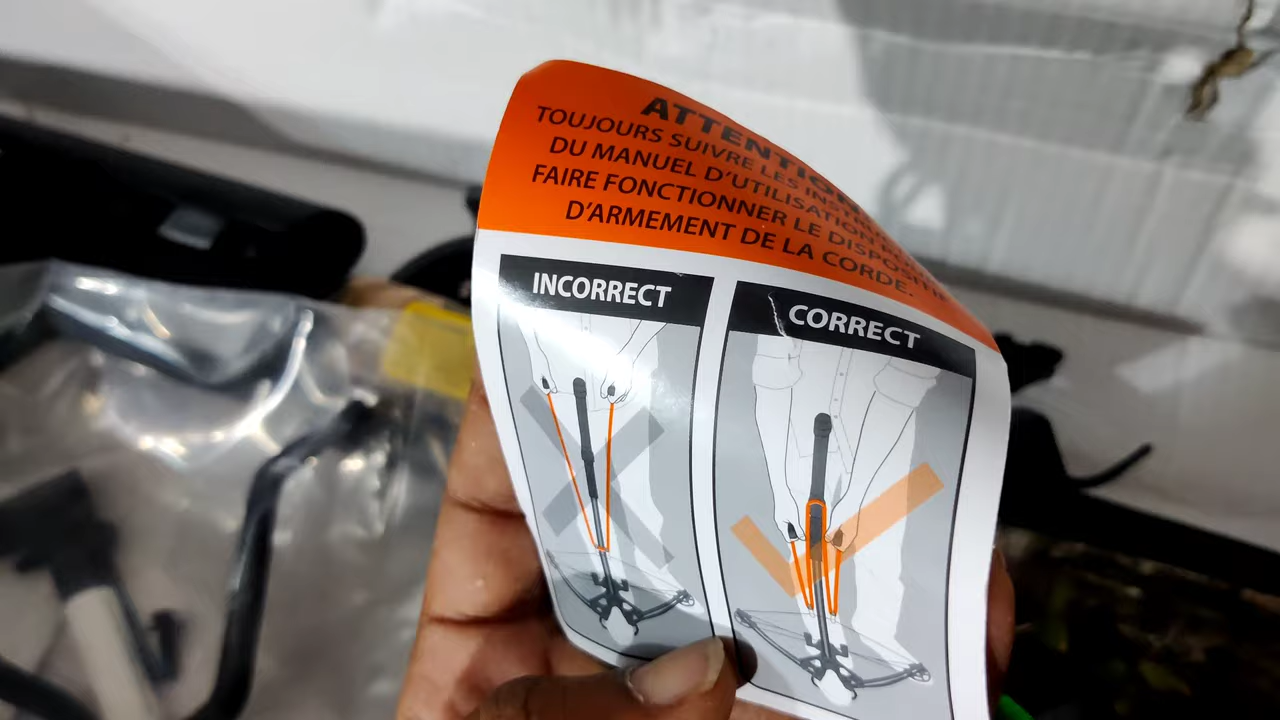 ATTENTION
TOUJOURS SUIVRE LES
DU MANUEL D'UTILISATION
FAIRE FONCTIONNER LE DISPOSITIF
D'ARMEMENT DE LA CORDE.
INCORRECT
CORRECT